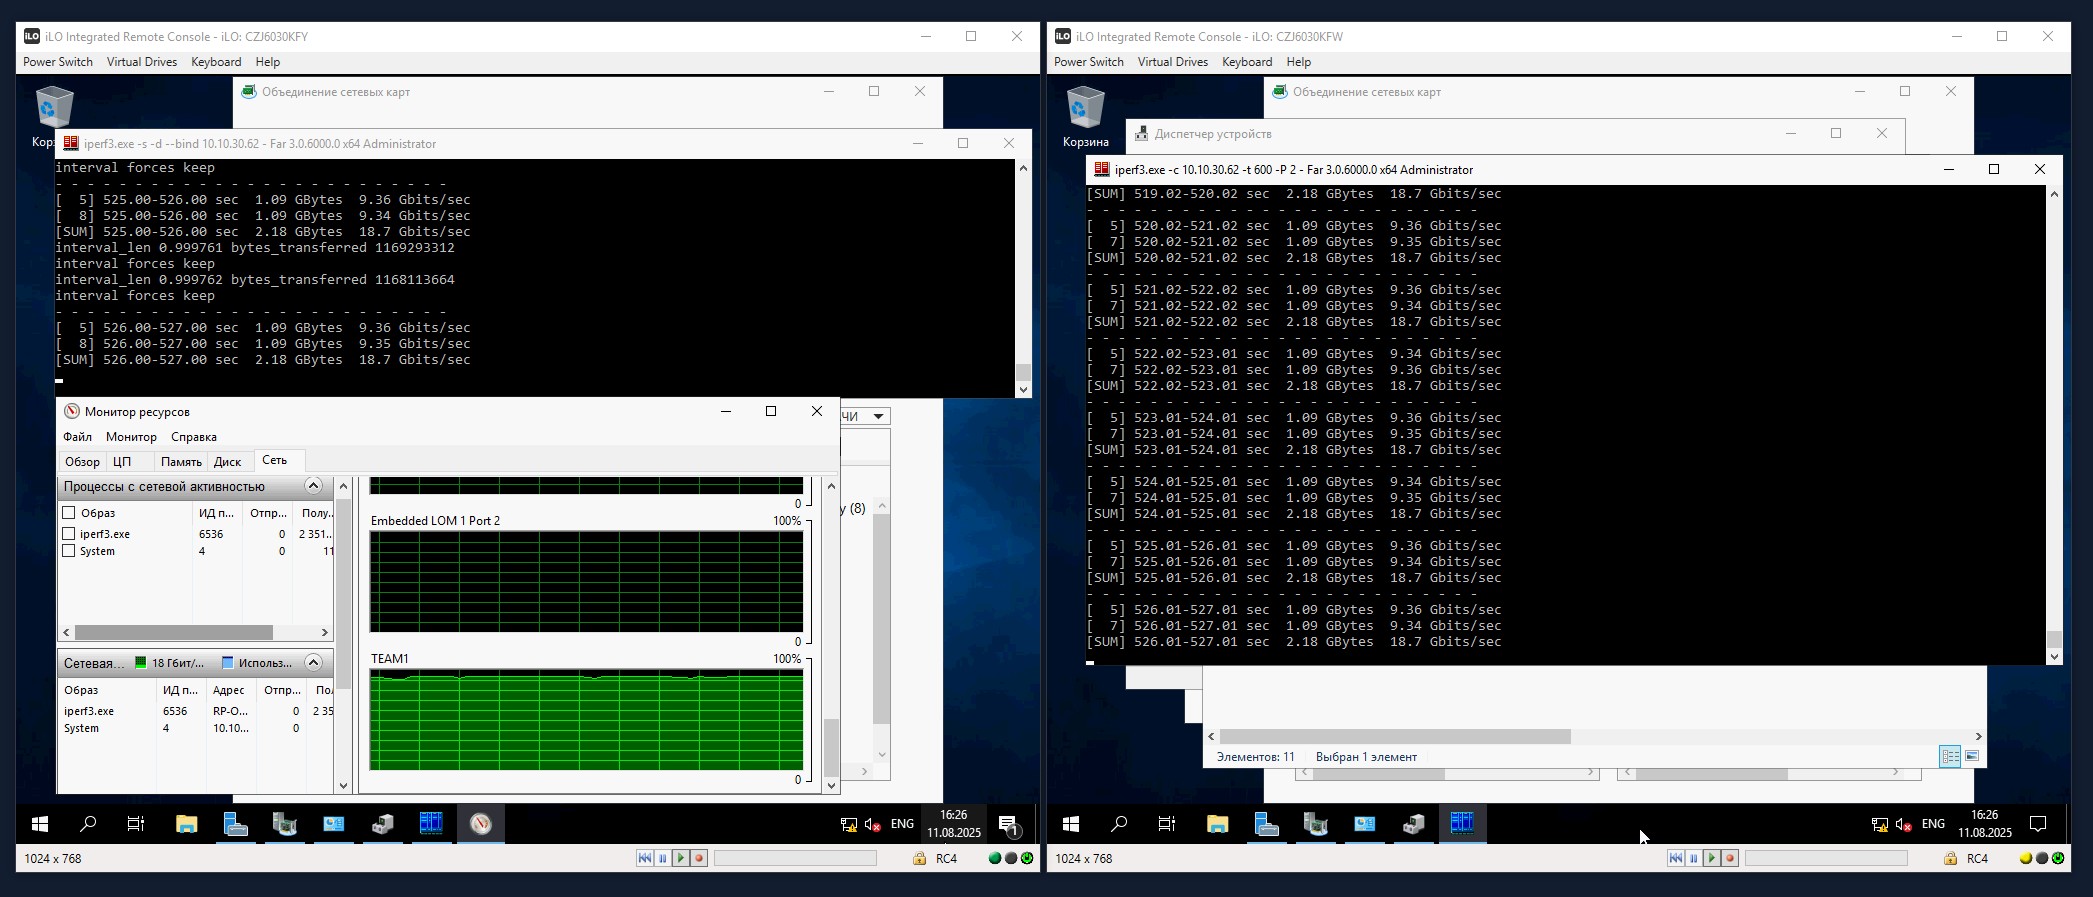 iLO Integrated Remote Console - iLO: CZJ6030KFY
Power Switch Virtual Drives Keyboard Help
Объединение сетевых карт
iperf3.exe -s -d --bind 10.10.30.62 - Far 3.0.6000.0 x64 Administrator
interval forces keep
- - - - - - - - - - - - - - - - - - - - - - - - -
[  5] 525.00-526.00 sec  1.09 GBytes  9.36 Gbits/sec
[  8] 525.00-526.00 sec  1.09 GBytes  9.34 Gbits/sec
[SUM] 525.00-526.00 sec  2.18 GBytes  18.7 Gbits/sec
interval_len 0.999761 bytes_transferred 1169293312
interval forces keep
interval_len 0.999762 bytes_transferred 1168113664
interval forces keep
- - - - - - - - - - - - - - - - - - - - - - - - -
[  5] 526.00-527.00 sec  1.09 GBytes  9.36 Gbits/sec
[  8] 526.00-527.00 sec  1.09 GBytes  9.35 Gbits/sec
[SUM] 526.00-527.00 sec  2.18 GBytes  18.7 Gbits/sec
Монитор ресурсов
Файл Монитор Справка
Обзор ЦП Память Диск Сеть
Процессы с сетевой активностью
Образ ИД п... Отпр... Полу...
iperf3.exe 6536 0 2 351...
System 4 0 11
Сетевая... 18 Гбит/... Использ...
Образ ИД п... Адрес Отпр... Пол
iperf3.exe 6536 RP-O... 0 2 35
System 4 10.10... 0
0
Embedded LOM 1 Port 2 100%
0
TEAM1 100%
0
ЧИ
у (8)
ENG
16:26
11.08.2025
1
1024 x 768
RC4
iLO Integrated Remote Console - iLO: CZJ6030KFW
Power Switch Virtual Drives Keyboard Help
Корзина
Объединение сетевых карт
Диспетчер устройств
iperf3.exe -c 10.10.30.62 -t 600 -P 2 - Far 3.0.6000.0 x64 Administrator
[SUM] 519.02-520.02 sec  2.18 GBytes  18.7 Gbits/sec
- - - - - - - - - - - - - - - - - - - - - - - - -
[  5] 520.02-521.02 sec  1.09 GBytes  9.36 Gbits/sec
[  7] 520.02-521.02 sec  1.09 GBytes  9.35 Gbits/sec
[SUM] 520.02-521.02 sec  2.18 GBytes  18.7 Gbits/sec
- - - - - - - - - - - - - - - - - - - - - - - - -
[  5] 521.02-522.02 sec  1.09 GBytes  9.36 Gbits/sec
[  7] 521.02-522.02 sec  1.09 GBytes  9.34 Gbits/sec
[SUM] 521.02-522.02 sec  2.18 GBytes  18.7 Gbits/sec
- - - - - - - - - - - - - - - - - - - - - - - - -
[  5] 522.02-523.01 sec  1.09 GBytes  9.34 Gbits/sec
[  7] 522.02-523.01 sec  1.09 GBytes  9.36 Gbits/sec
[SUM] 522.02-523.01 sec  2.18 GBytes  18.7 Gbits/sec
- - - - - - - - - - - - - - - - - - - - - - - - -
[  5] 523.01-524.01 sec  1.09 GBytes  9.36 Gbits/sec
[  7] 523.01-524.01 sec  1.09 GBytes  9.35 Gbits/sec
[SUM] 523.01-524.01 sec  2.18 GBytes  18.7 Gbits/sec
- - - - - - - - - - - - - - - - - - - - - - - - -
[  5] 524.01-525.01 sec  1.09 GBytes  9.34 Gbits/sec
[  7] 524.01-525.01 sec  1.09 GBytes  9.35 Gbits/sec
[SUM] 524.01-525.01 sec  2.18 GBytes  18.7 Gbits/sec
- - - - - - - - - - - - - - - - - - - - - - - - -
[  5] 525.01-526.01 sec  1.09 GBytes  9.36 Gbits/sec
[  7] 525.01-526.01 sec  1.09 GBytes  9.34 Gbits/sec
[SUM] 525.01-526.01 sec  2.18 GBytes  18.7 Gbits/sec
- - - - - - - - - - - - - - - - - - - - - - - - -
[  5] 526.01-527.01 sec  1.09 GBytes  9.36 Gbits/sec
[  7] 526.01-527.01 sec  1.09 GBytes  9.34 Gbits/sec
[SUM] 526.01-527.01 sec  2.18 GBytes  18.7 Gbits/sec
Элементов: 11 Выбран 1 элемент
ENG
16:26
11.08.2025
1024 x 768
RC4